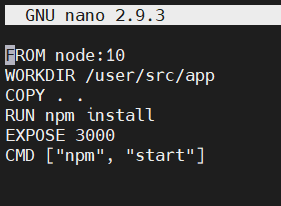 GNU nano 2.9.3
FROM node:10
WORKDIR /user/src/app
COPY . .
RUN npm install
EXPOSE 3000
CMD ["npm", "start"]